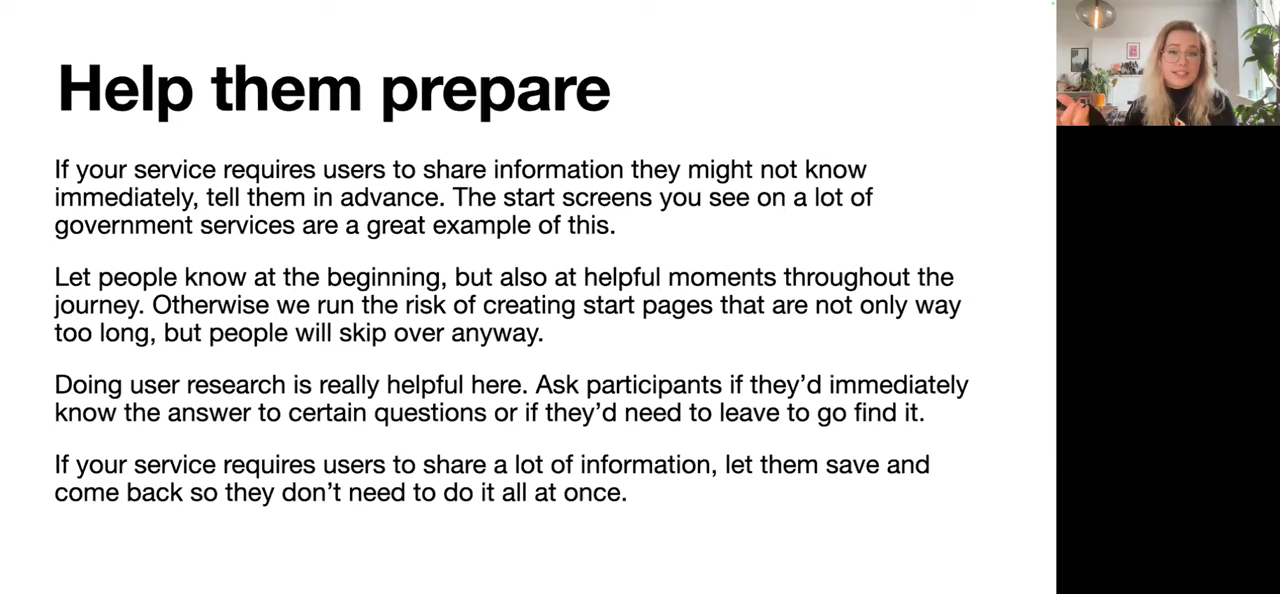 Help them prepare
If your service requires users to share information they might not know
immediately, tell them in advance. The start screens you see on a lot of
government services are a great example of this.
Let people know at the beginning, but also at helpful moments throughout the
journey. Otherwise we run the risk of creating start pages that are not only way
too long, but people will skip over anyway.
Doing user research is really helpful here. Ask participants if they’d immediately
know the answer to certain questions or if they’d need to leave to go find it.
If your service requires users to share a lot of information, let them save and
come back so they don’t need to do it all at once.